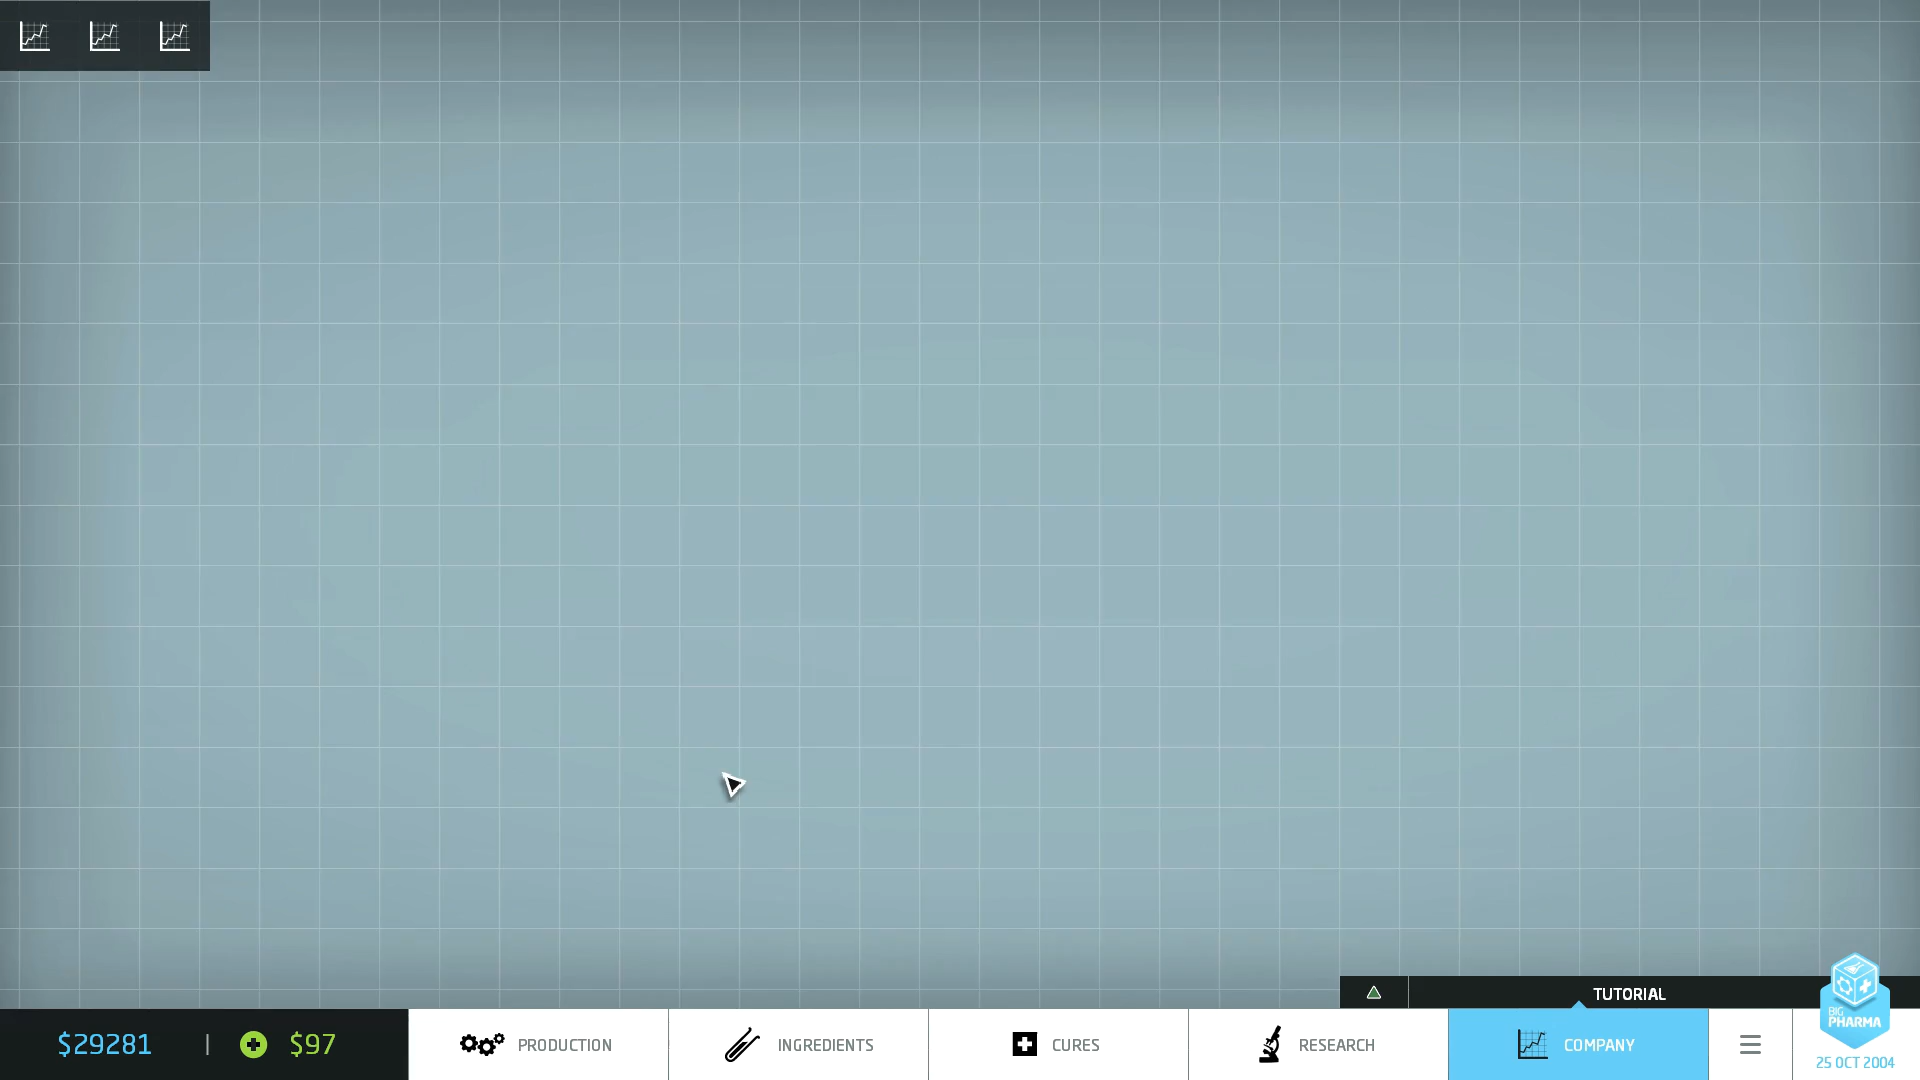 TUTORIAL
$29281 | $97
PRODUCTION
INGREDIENTS
CURES
RESEARCH
COMPANY
BIG
PHARMA
25 OCT 2004